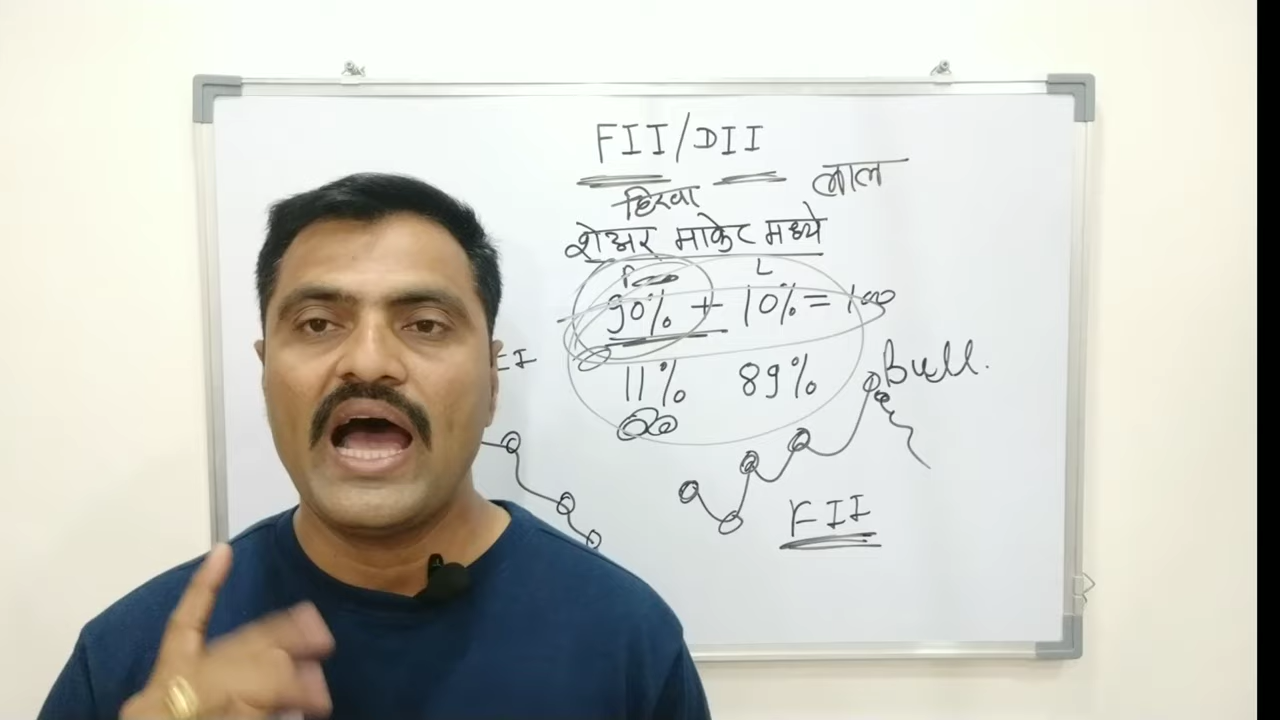 FII/DII
हिरवा
लाल
शेअर मार्केट मध्ये
L
90% + 10% = 100
11% 89%
Bull.
FII